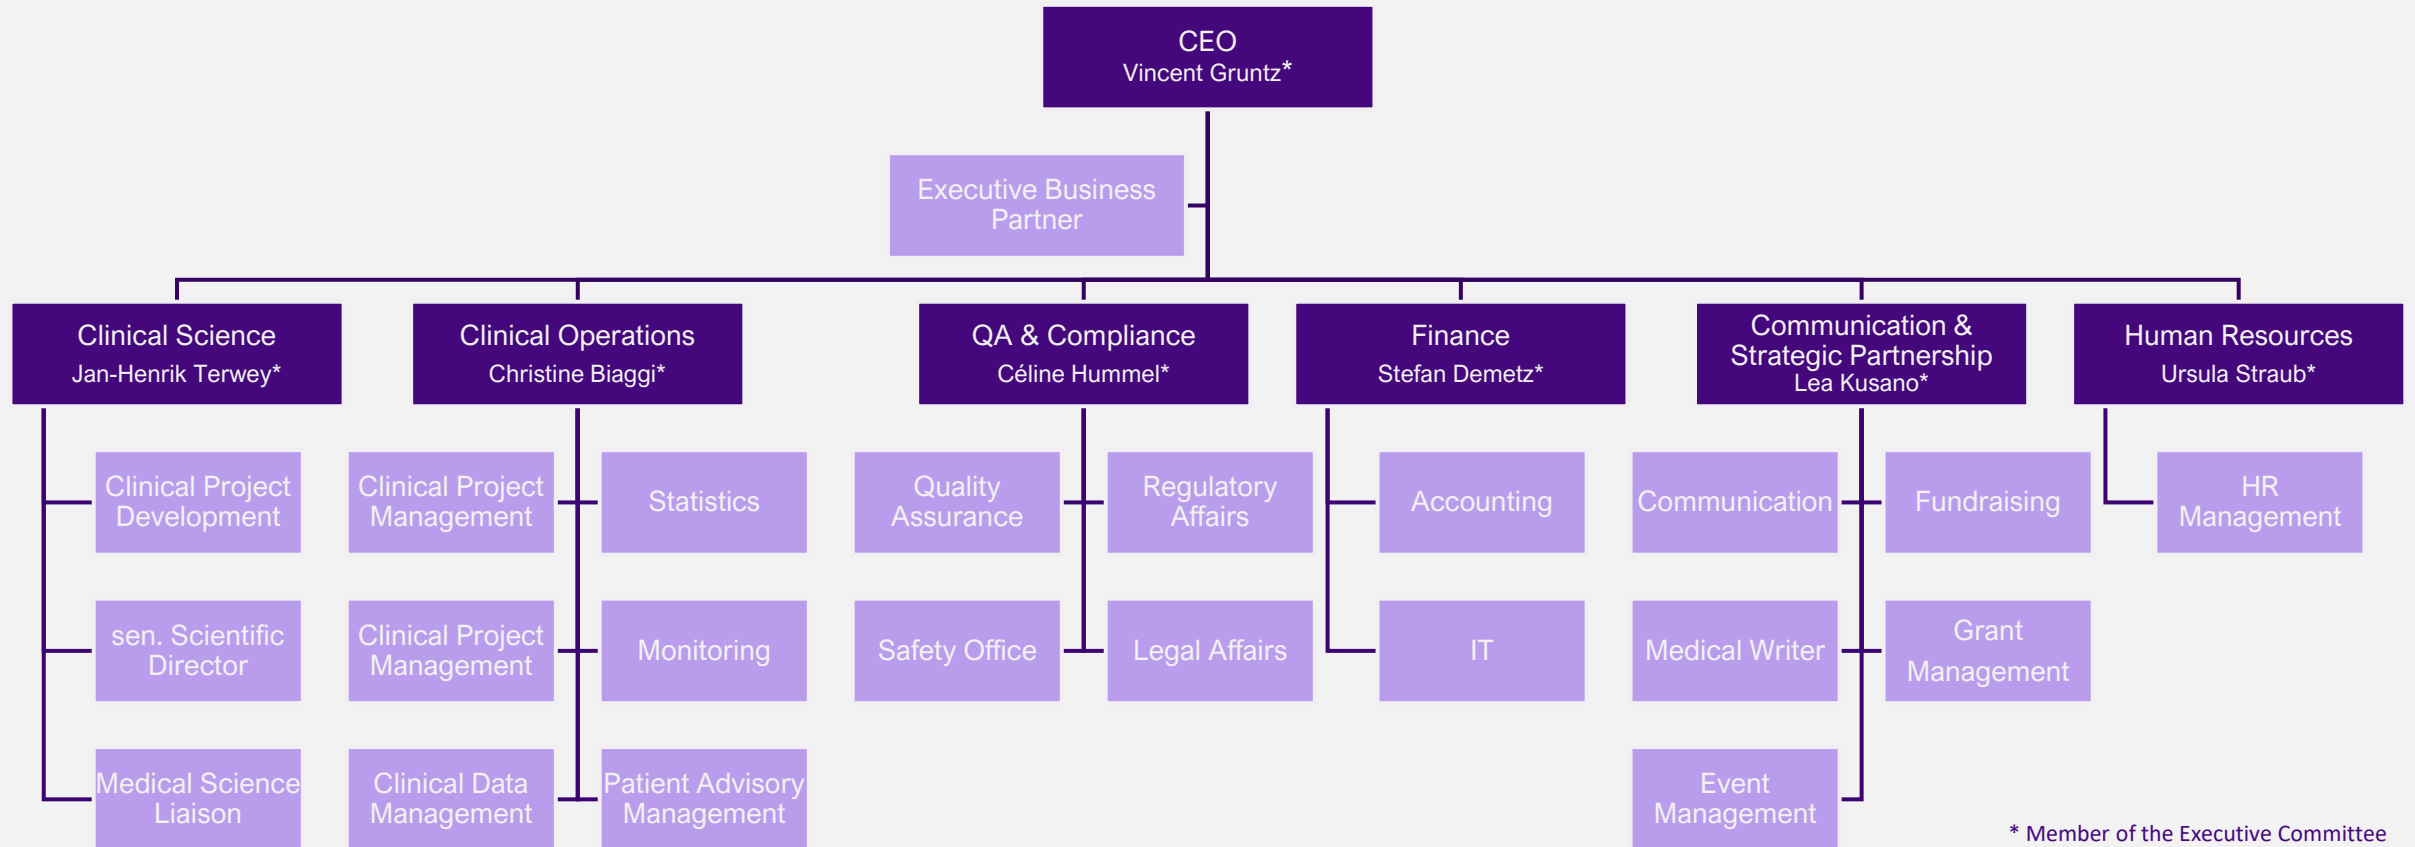 CEO
Vincent Gruntz*
Executive Business
Partner
Clinical Science
Jan-Henrik Terwey*
Clinical Operations
Christine Biaggi*
QA & Compliance
Céline Hummel*
Finance
Stefan Demetz*
Communication &
Strategic Partnership
Lea Kusano*
Human Resources
Ursula Straub*
Clinical Project
Development
Clinical Project
Management
Statistics
Quality
Assurance
Regulatory
Affairs
Accounting
Communication
Fundraising
HR
Management
sen. Scientific
Director
Clinical Project
Management
Monitoring
Safety Office
Legal Affairs
IT
Medical Writer
Grant
Management
Medical Science
Liaison
Clinical Data
Management
Patient Advisory
Management
Event
Management
* Member of the Executive Committee